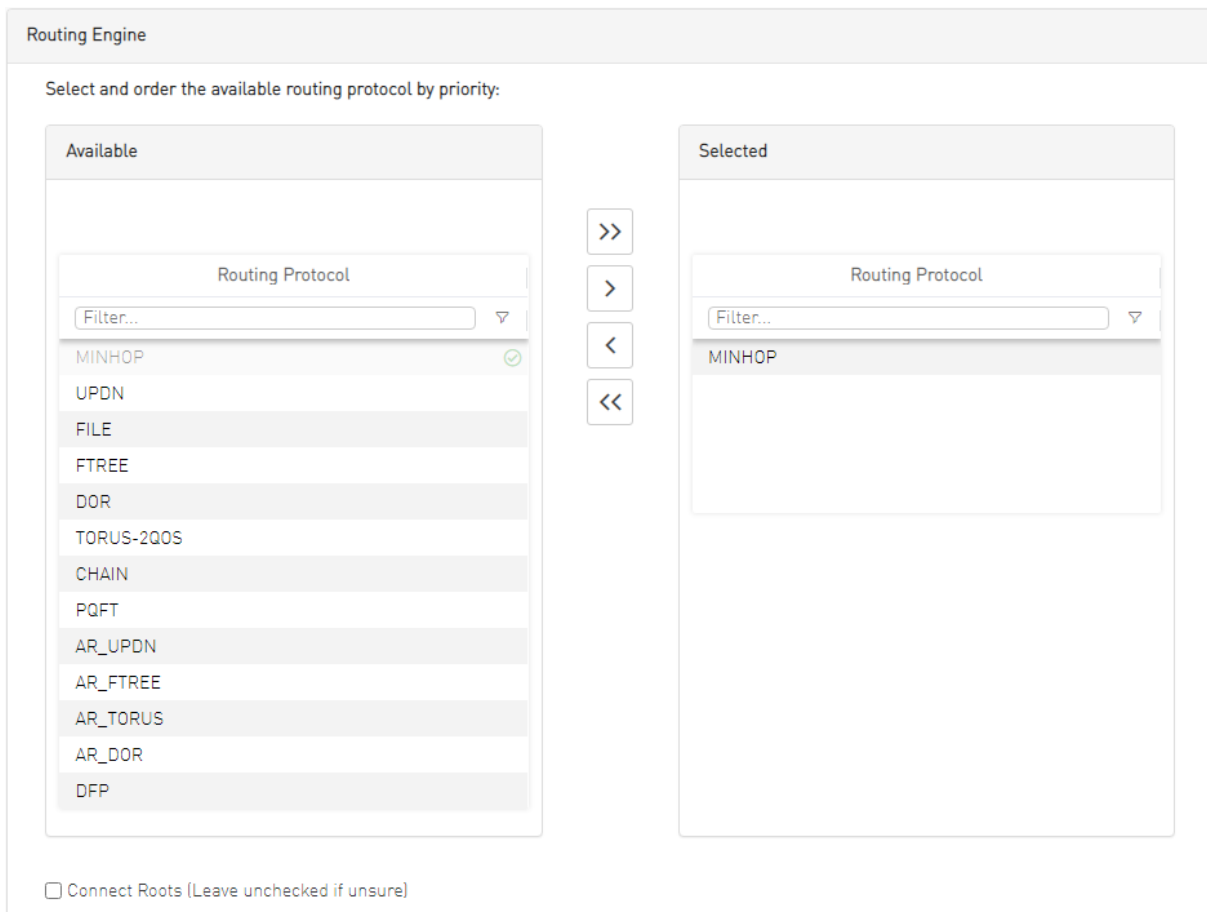 Routing Engine
Select and order the available routing protocol by priority:
Available
Selected
Routing Protocol
Routing Protocol
Filter...
Filter...
MINHOP
MINHOP
UPDN
FILE
FTREE
DOR
TORUS-2QOS
CHAIN
PQFT
AR_UPDN
AR_FTREE
AR_TORUS
AR_DOR
DFP
Connect Roots (Leave unchecked if unsure)